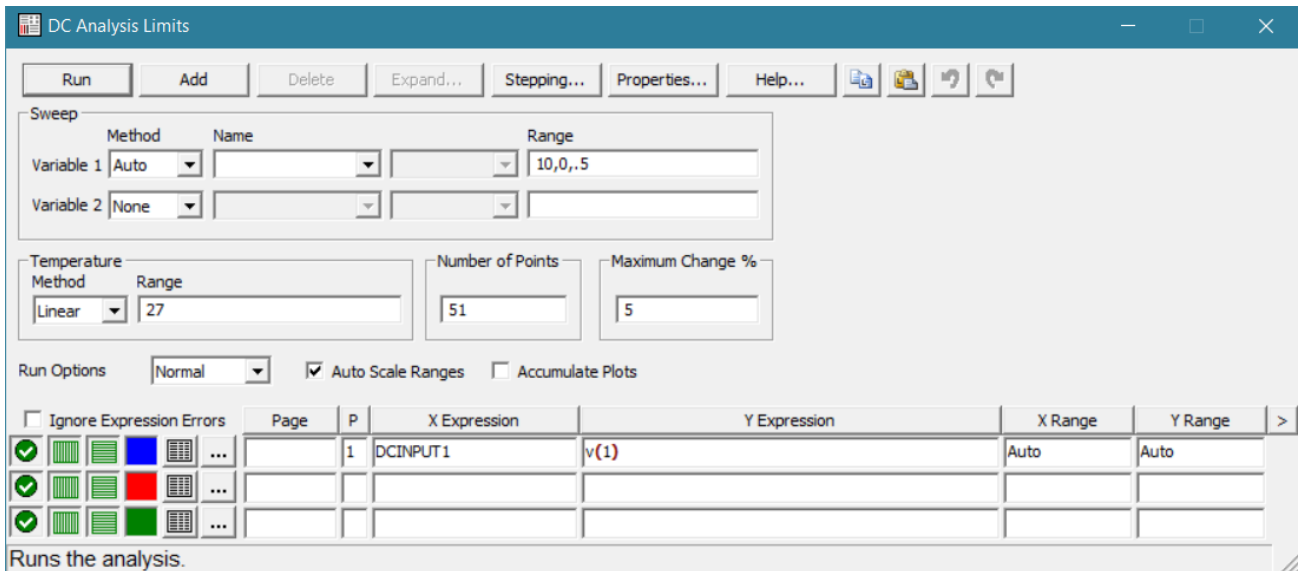 DC Analysis Limits
Run Add Delete Expand... Stepping... Properties... Help...
Sweep
Method Name Range
Variable 1 Auto 10,0,.5
Variable 2 None
Temperature Number of Points Maximum Change %
Method Range
Linear 27 51 5
Run Options Normal Auto Scale Ranges Accumulate Plots
Ignore Expression Errors Page P X Expression Y Expression X Range Y Range >
... 1 DCINPUT1 v(1) Auto Auto
...
...
Runs the analysis.